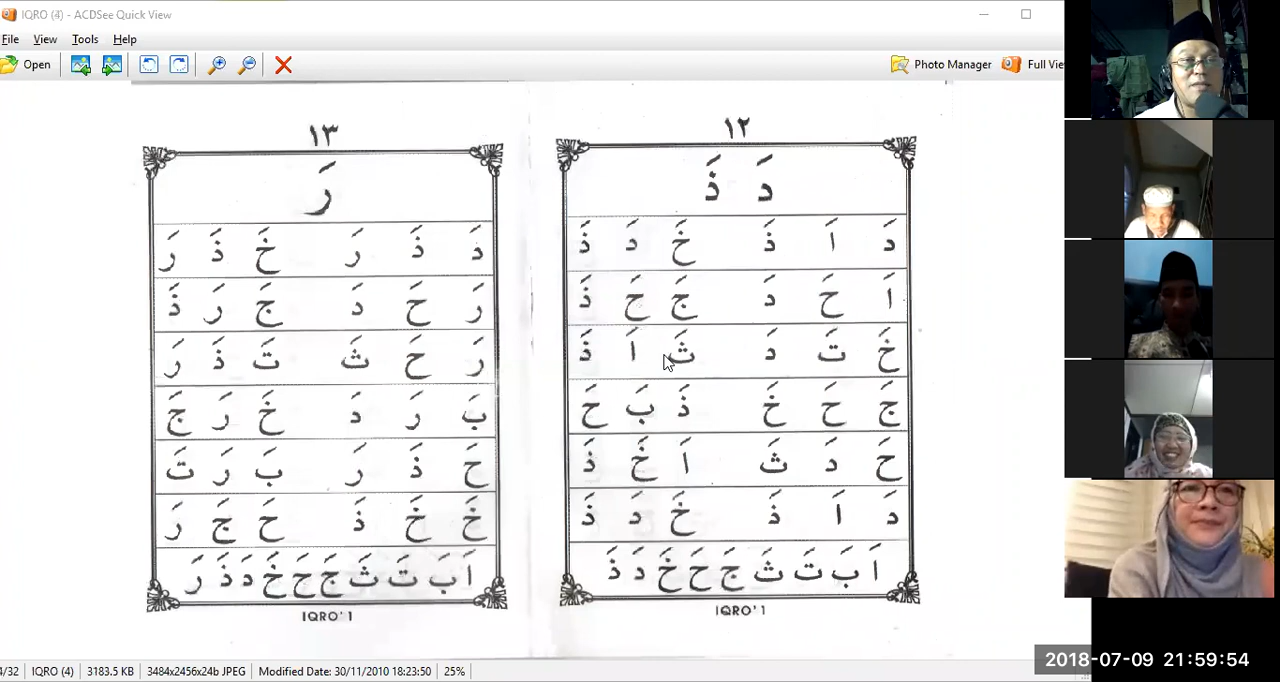 IQRO (4) - ACDSee Quick View
File View Tools Help
Open Photo Manager Full
١٢
دَ ذَ
دَ اَ ذَ خَ دَ ذَ
اَ حَ دَ جَ حَ ذَ
خَ تَ دَ ثَ اَ ذَ
جَ حَ خَ ذَ بَ حَ
حَ دَ ثَ اَ خَ ذَ
دَ اَ ذَ خَ دَ ذَ
اَ بَ تَ ثَ جَ حَ خَ دَ ذَ
IQRO'1
١٣
رَ
دَ ذَ رَ خَ ذَ رَ
رَ حَ دَ جَ رَ ذَ
رَ حَ ثَ تَ ذَ رَ
بَ رَ دَ خَ رَ جَ
حَ ذَ رَ بَ رَ تَ
خَ خَ ذَ حَ جَ رَ
اَ بَ تَ ثَ جَ حَ خَ دَ ذَ رَ
IQRO'1
/32 IQRO (4) 3183.5 KB 3484x2456x24b JPEG Modified Date: 30/11/2010 18:23:50 25%
2018-07-09 21:59:54